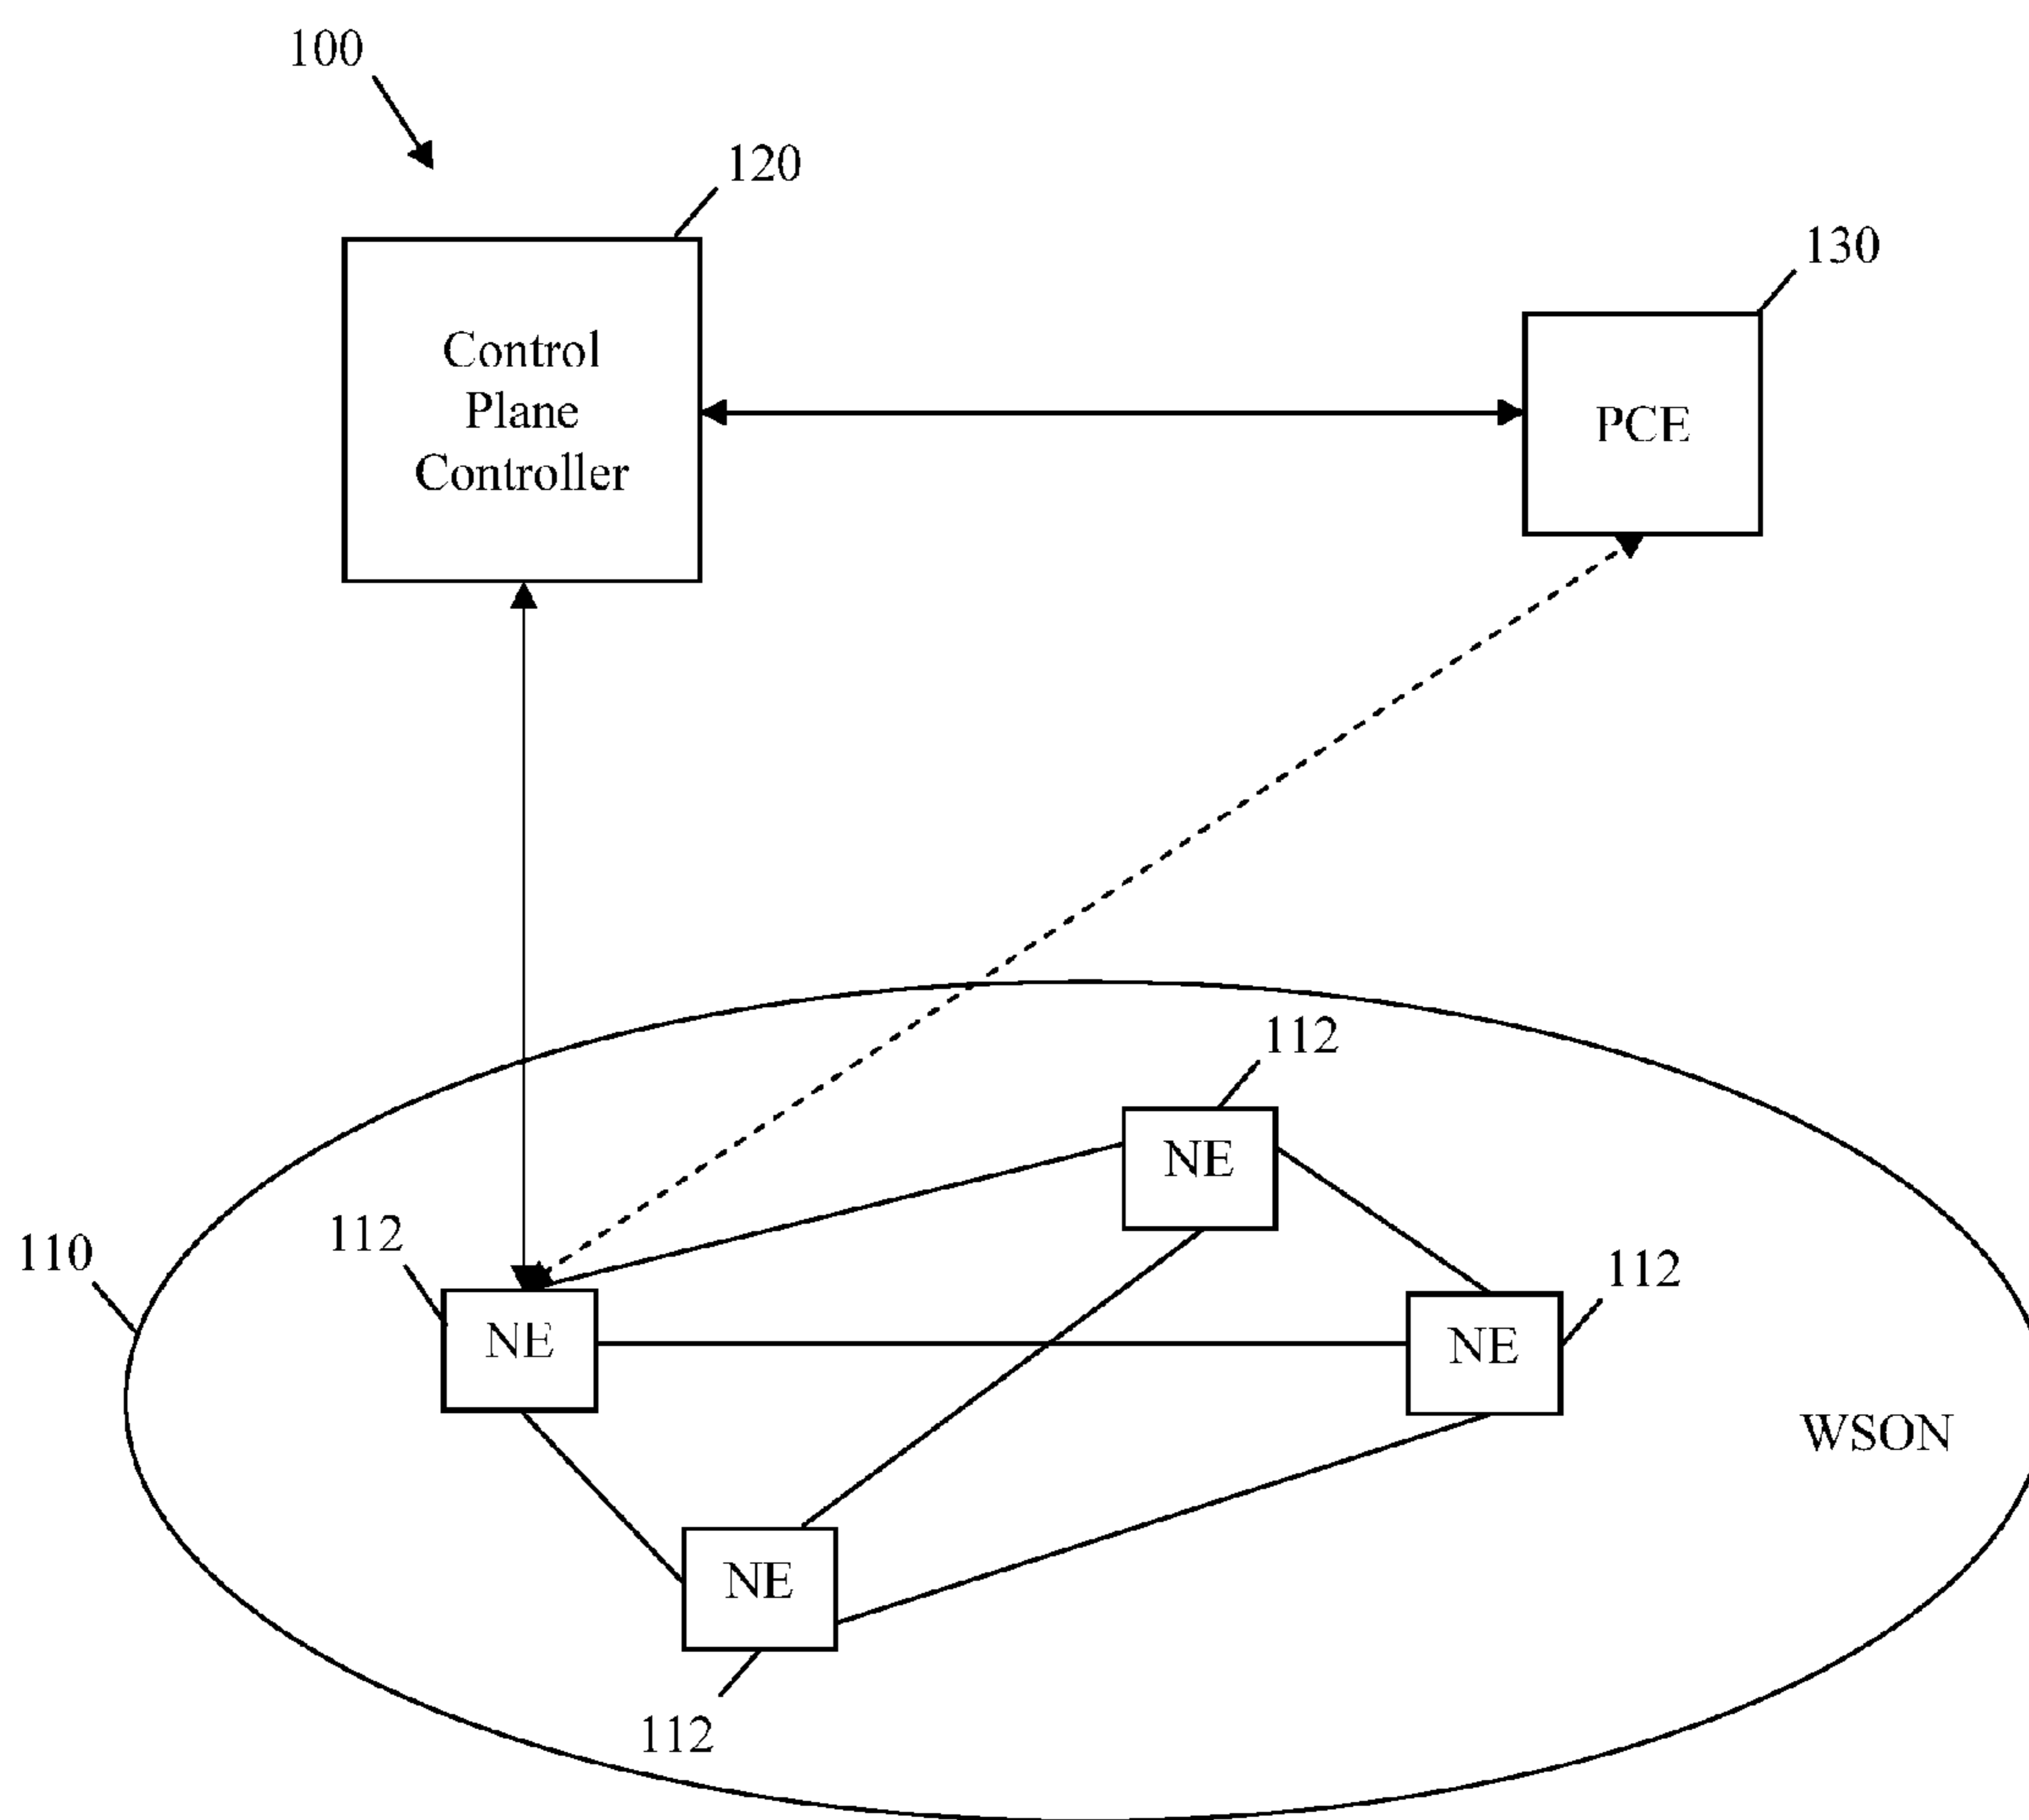 100
120
130
Control
Plane
Controller
PCE
112
NE
112
110
NE
112
NE
WSON
NE
112